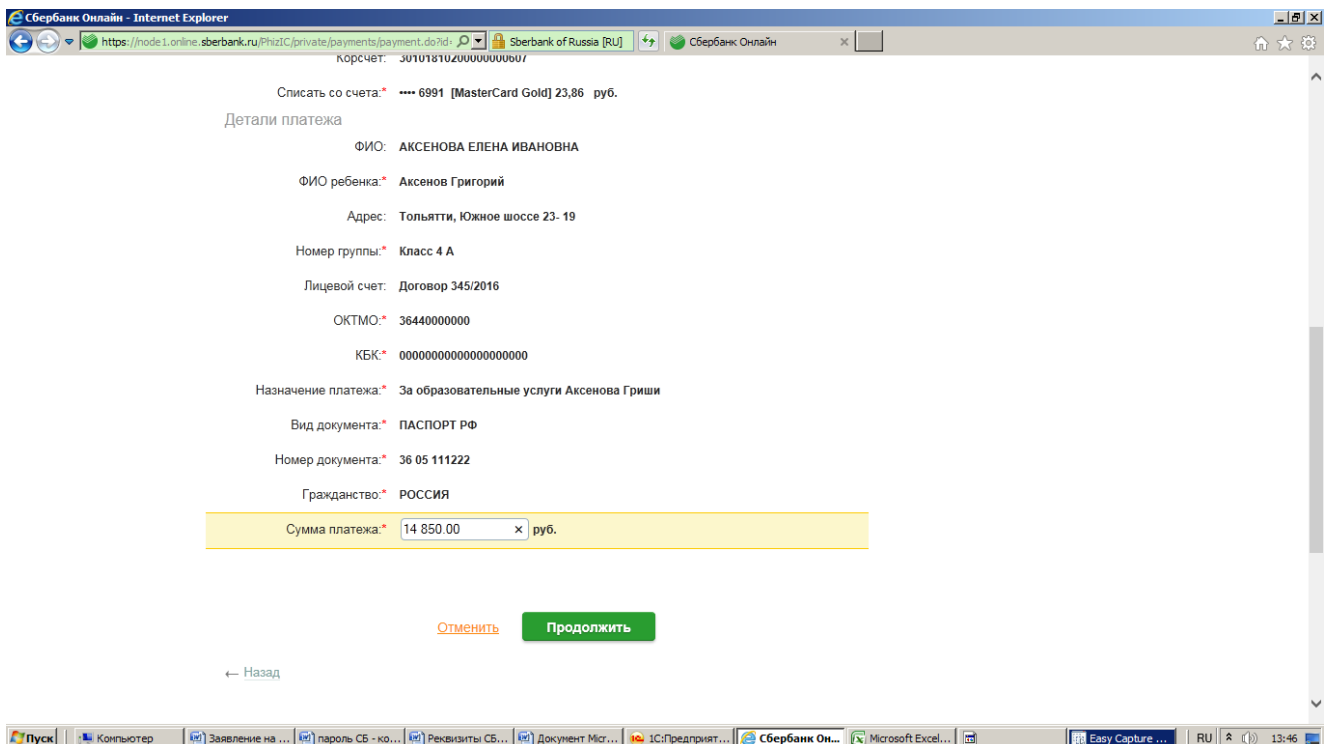 Сбербанк Онлайн - Internet Explorer
https://node1.online.sberbank.ru/PhizIC/private/payments/payment.do?id= Sberbank of Russia [RU] Сбербанк Онлайн
Корсчет: 30101810200000000607
Списать со счета:* •••• 6991 [MasterCard Gold] 23,86 руб.
Детали платежа
ФИО: АКСЕНОВА ЕЛЕНА ИВАНОВНА
ФИО ребенка:* Аксенов Григорий
Адрес: Тольятти, Южное шоссе 23- 19
Номер группы:* Класс 4 А
Лицевой счет: Договор 345/2016
ОКТМО:* 36440000000
КБК:* 00000000000000000000
Назначение платежа:* За образовательные услуги Аксенова Гриши
Вид документа:* ПАСПОРТ РФ
Номер документа:* 36 05 111222
Гражданство:* РОССИЯ
Сумма платежа:* 14 850.00 × руб.
Отменить Продолжить
← Назад
Пуск Компьютер Заявление на ... пароль СБ - ко... Реквизиты СБ... Документ Micr... 1С:Предприят... Сбербанк Он... Microsoft Excel... Easy Capture ... RU 13:46